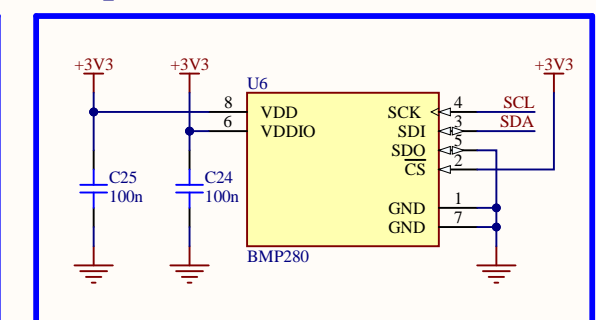 +3V3
+3V3
+3V3
U6
8
VDD
SCK
4
SCL
6
VDDIO
SDI
3
SDA
SDO
5
CS
2
C25
100n
C24
100n
GND
1
GND
7
BMP280